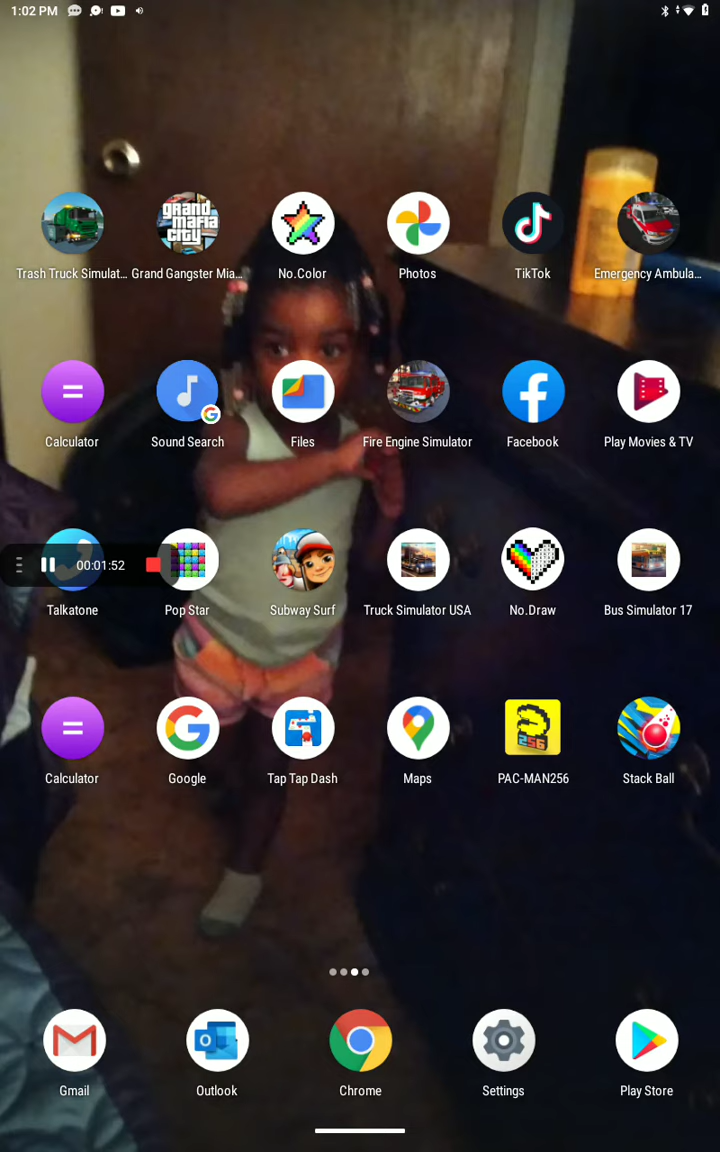 1:02 PM
Trash Truck Simulat... Grand Gangster Mia... No.Color Photos TikTok Emergency Ambula...
Calculator Sound Search Files Fire Engine Simulator Facebook Play Movies & TV
00:01:52
Talkatone Pop Star Subway Surf Truck Simulator USA No.Draw Bus Simulator 17
Calculator Google Tap Tap Dash Maps PAC-MAN256 Stack Ball
Gmail Outlook Chrome Settings Play Store